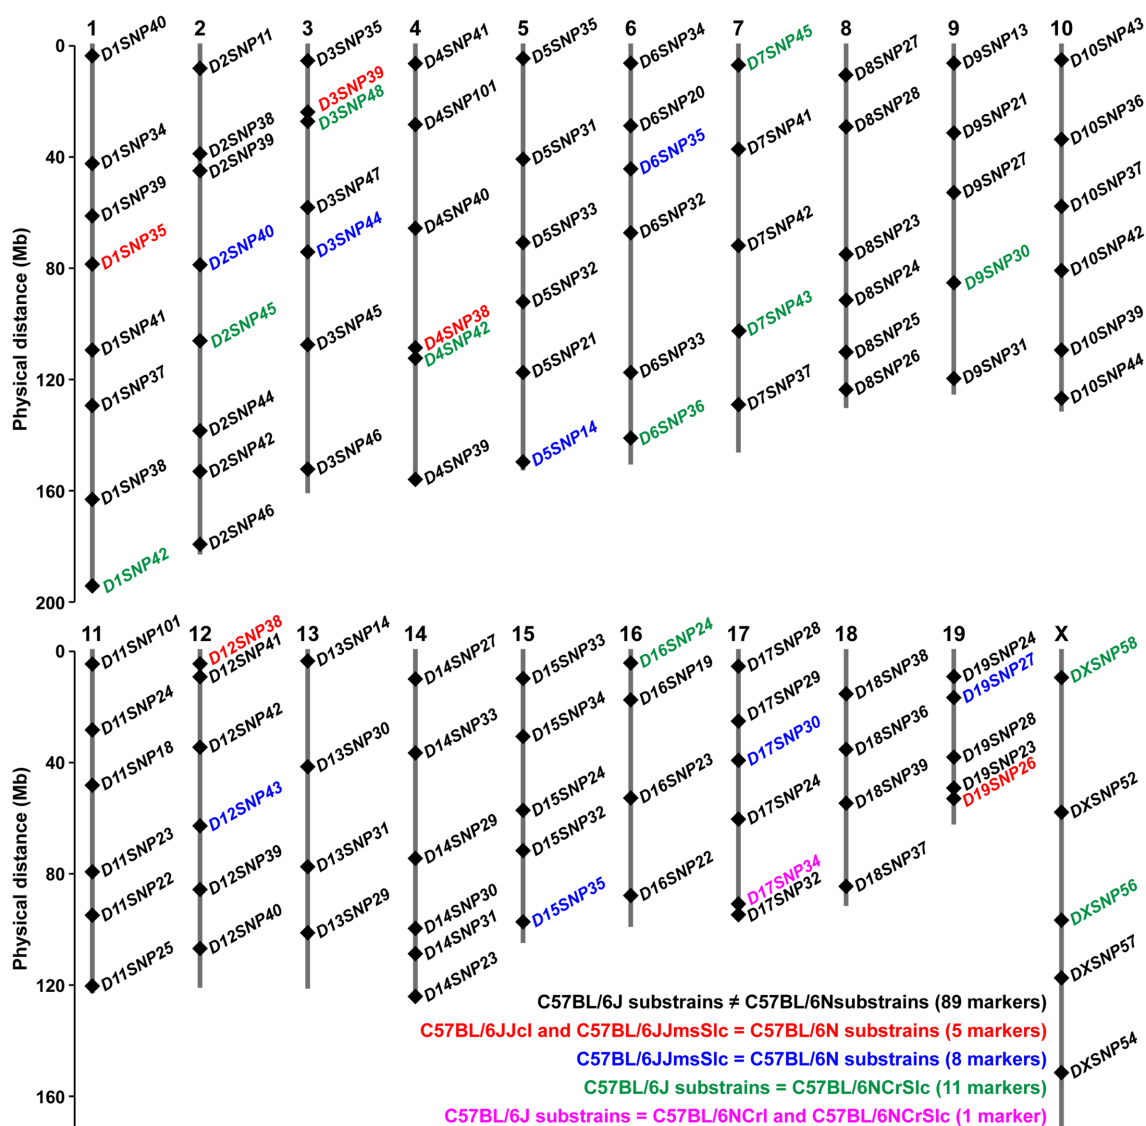 1 2 3 4 5 6 7 8 9 10
Physical distance (Mb)
0
40
80
120
160
200
D1SNP40
D1SNP34
D1SNP39
D1SNP35
D1SNP41
D1SNP37
D1SNP38
D1SNP42
D2SNP11
D2SNP38
D2SNP39
D2SNP40
D2SNP45
D2SNP44
D2SNP42
D2SNP46
D3SNP35
D3SNP39
D3SNP48
D3SNP47
D3SNP44
D3SNP45
D3SNP46
D4SNP41
D4SNP101
D4SNP40
D4SNP38
D4SNP42
D4SNP39
D5SNP35
D5SNP31
D5SNP33
D5SNP32
D5SNP21
D5SNP14
D6SNP34
D6SNP20
D6SNP35
D6SNP32
D6SNP33
D6SNP36
D7SNP45
D7SNP41
D7SNP42
D7SNP43
D7SNP37
D8SNP27
D8SNP28
D8SNP23
D8SNP24
D8SNP25
D8SNP26
D9SNP13
D9SNP21
D9SNP27
D9SNP30
D9SNP31
D10SNP43
D10SNP36
D10SNP37
D10SNP42
D10SNP39
D10SNP44
11 12 13 14 15 16 17 18 19 X
Physical distance (Mb)
0
40
80
120
160
D11SNP101
D11SNP24
D11SNP18
D11SNP23
D11SNP22
D11SNP25
D12SNP38
D12SNP41
D12SNP42
D12SNP43
D12SNP39
D12SNP40
D13SNP14
D13SNP30
D13SNP31
D13SNP29
D14SNP27
D14SNP33
D14SNP29
D14SNP30
D14SNP31
D14SNP23
D15SNP33
D15SNP34
D15SNP24
D15SNP32
D15SNP35
D16SNP24
D16SNP19
D16SNP23
D16SNP22
D17SNP28
D17SNP29
D17SNP30
D17SNP24
D17SNP34
D17SNP32
D18SNP38
D18SNP36
D18SNP39
D18SNP37
D19SNP24
D19SNP27
D19SNP28
D19SNP23
D19SNP26
DXSNP58
DXSNP52
DXSNP56
DXSNP57
DXSNP54
C57BL/6J substrains ≠ C57BL/6Nsubstrains (89 markers)
C57BL/6JJcl and C57BL/6JJmsSlc = C57BL/6N substrains (5 markers)
C57BL/6JJmsSlc = C57BL/6N substrains (8 markers)
C57BL/6J substrains = C57BL/6NCrSlc (11 markers)
C57BL/6J substrains = C57BL/6NCrl and C57BL/6NCrSlc (1 marker)